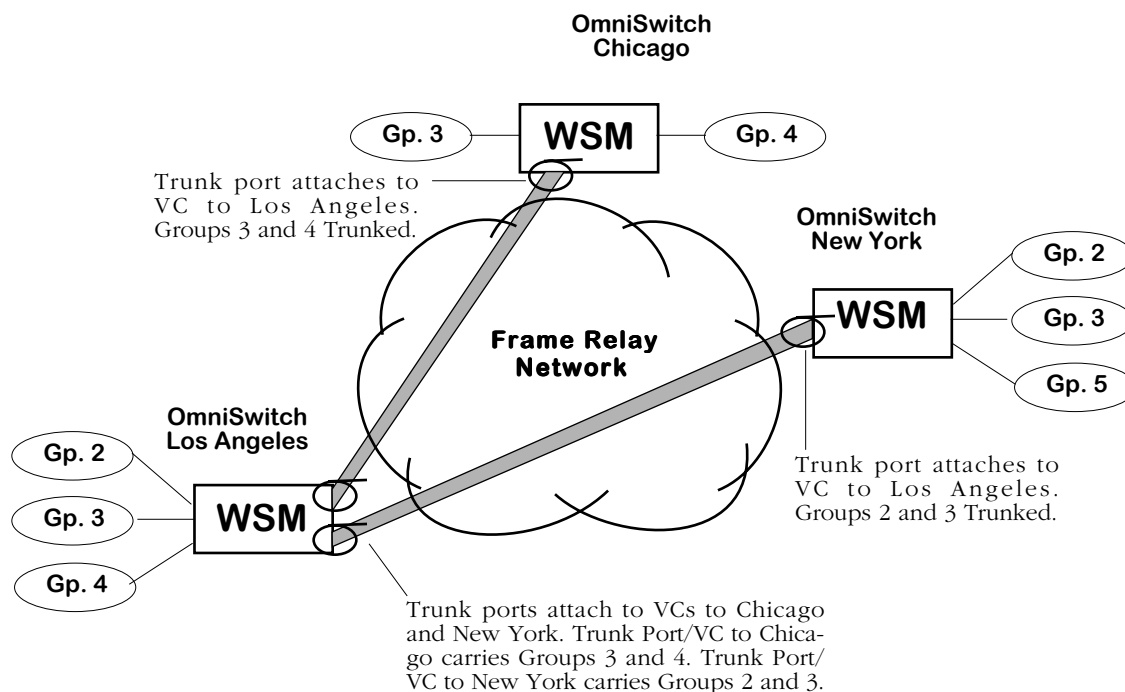 OmniSwitch
Chicago
Gp. 3
WSM
Gp. 4
Trunk port attaches to
VC to Los Angeles.
Groups 3 and 4 Trunked.
OmniSwitch
New York
Gp. 2
WSM
Gp. 3
Gp. 5
Frame Relay
Network
OmniSwitch
Los Angeles
Gp. 2
Gp. 3
WSM
Gp. 4
Trunk port attaches to
VC to Los Angeles.
Groups 2 and 3 Trunked.
Trunk ports attach to VCs to Chicago
and New York. Trunk Port/VC to Chica-
go carries Groups 3 and 4. Trunk Port/
VC to New York carries Groups 2 and 3.